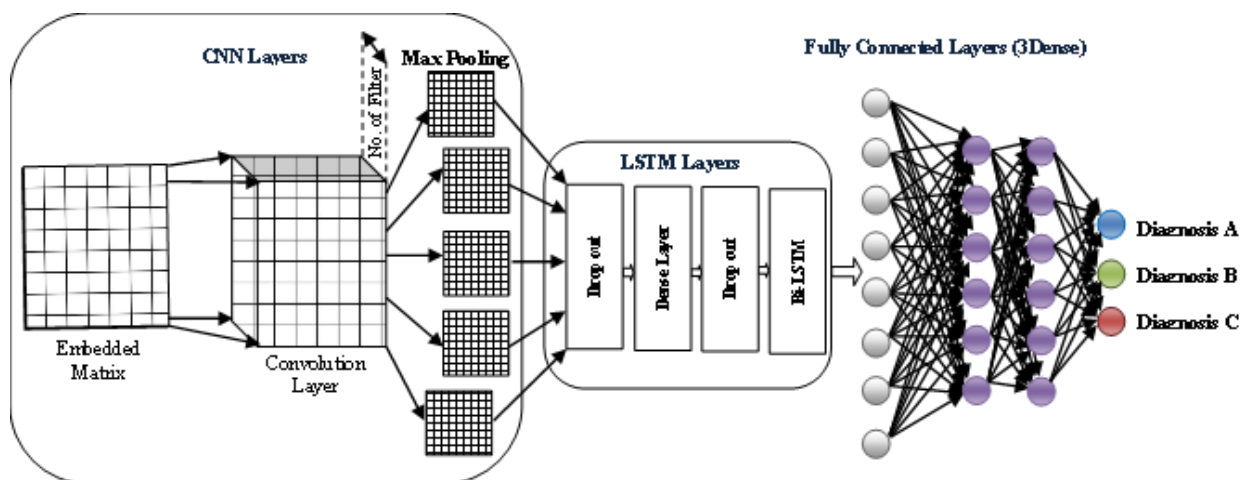 CNN Layers
No. of Filter
Max Pooling
Embedded
Matrix
Convolution
Layer
LSTM Layers
Drop out
Dense Layer
Drop out
Bi-LSTM
Fully Connected Layers (3Dense)
Diagnosis A
Diagnosis B
Diagnosis C